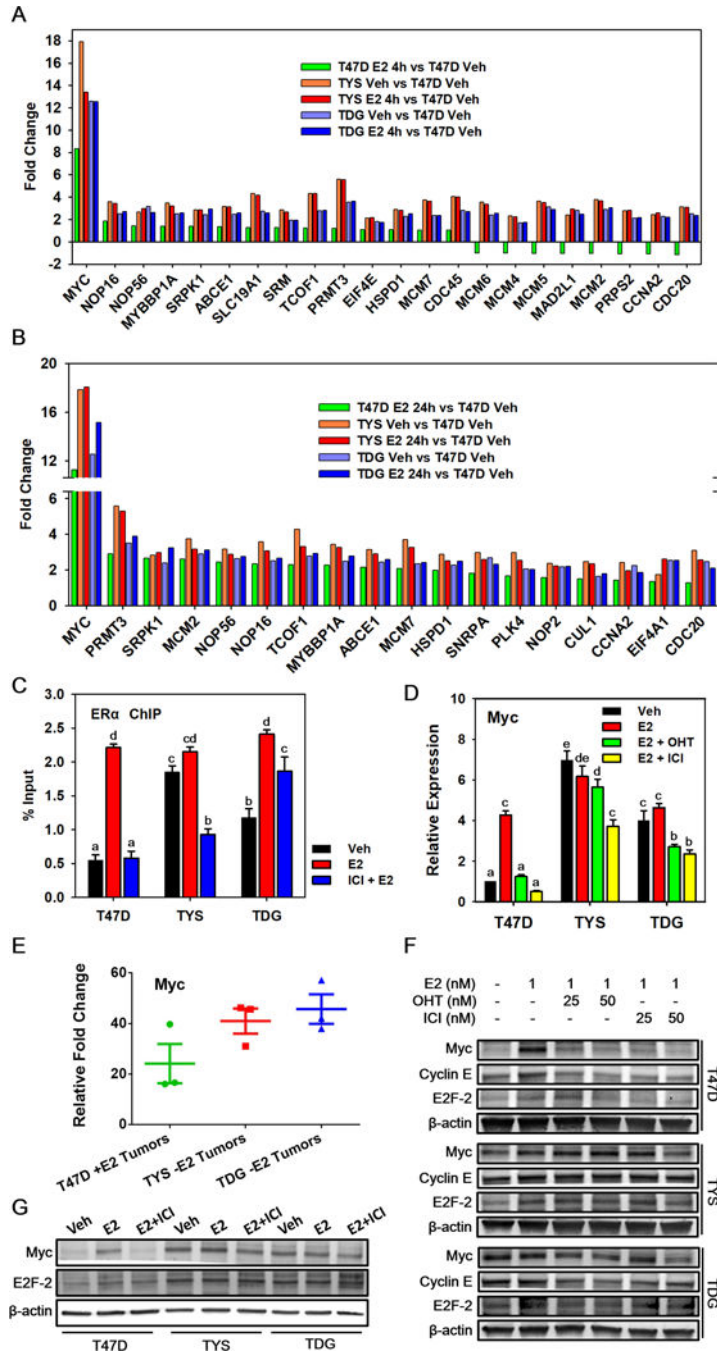 A
T47D E2 4h vs T47D Veh
TYS Veh vs T47D Veh
TYS E2 4h vs T47D Veh
TDG Veh vs T47D Veh
TDG E2 4h vs T47D Veh
Fold Change
18
16
14
12
10
8
6
4
2
0
-2
MYC NOP16 NOP56 MYBBP1A SRPK1 ABCE1 SLC19A1 SRM TCOF1 PRMT3 EIF4E HSPD1 MCM7 CDC45 MCM6 MCM4 MCM5 MAD2L1 MCM2 PRPS2 CCNA2 CDC20
B
T47D E2 24h vs T47D Veh
TYS Veh vs T47D Veh
TYS E2 24h vs T47D Veh
TDG Veh vs T47D Veh
TDG E2 24h vs T47D Veh
Fold Change
20
16
12
6
4
2
0
MYC PRMT3 SRPK1 MCM2 NOP56 NOP16 TCOF1 MYBBP1A ABCE1 MCM7 HSPD1 SNRPA PLK4 NOP2 CUL1 CCNA2 EIF4A1 CDC20
C
ERα ChIP
% Input
3.0
2.5
2.0
1.5
1.0
0.5
0.0
a d a c cd b b d c
Veh
E2
ICI + E2
T47D TYS TDG
D
Myc
Relative Expression
10
8
6
4
2
0
a c a a e de d c c c b b
Veh
E2
E2 + OHT
E2 + ICI
T47D TYS TDG
E
Myc
Relative Fold Change
60
40
20
0
T47D +E2 Tumors
TYS -E2 Tumors
TDG -E2 Tumors
F
E2 (nM) - 1 1 1 1 1
OHT (nM) - - 25 50
ICI (nM) - - 25 50
Myc
Cyclin E
E2F-2
β-actin
T47D
Myc
Cyclin E
E2F-2
β-actin
TYS
Myc
Cyclin E
E2F-2
β-actin
TDG
G
Veh E2 E2+ICI Veh E2 E2+ICI Veh E2 E2+ICI
Myc
E2F-2
β-actin
T47D TYS TDG